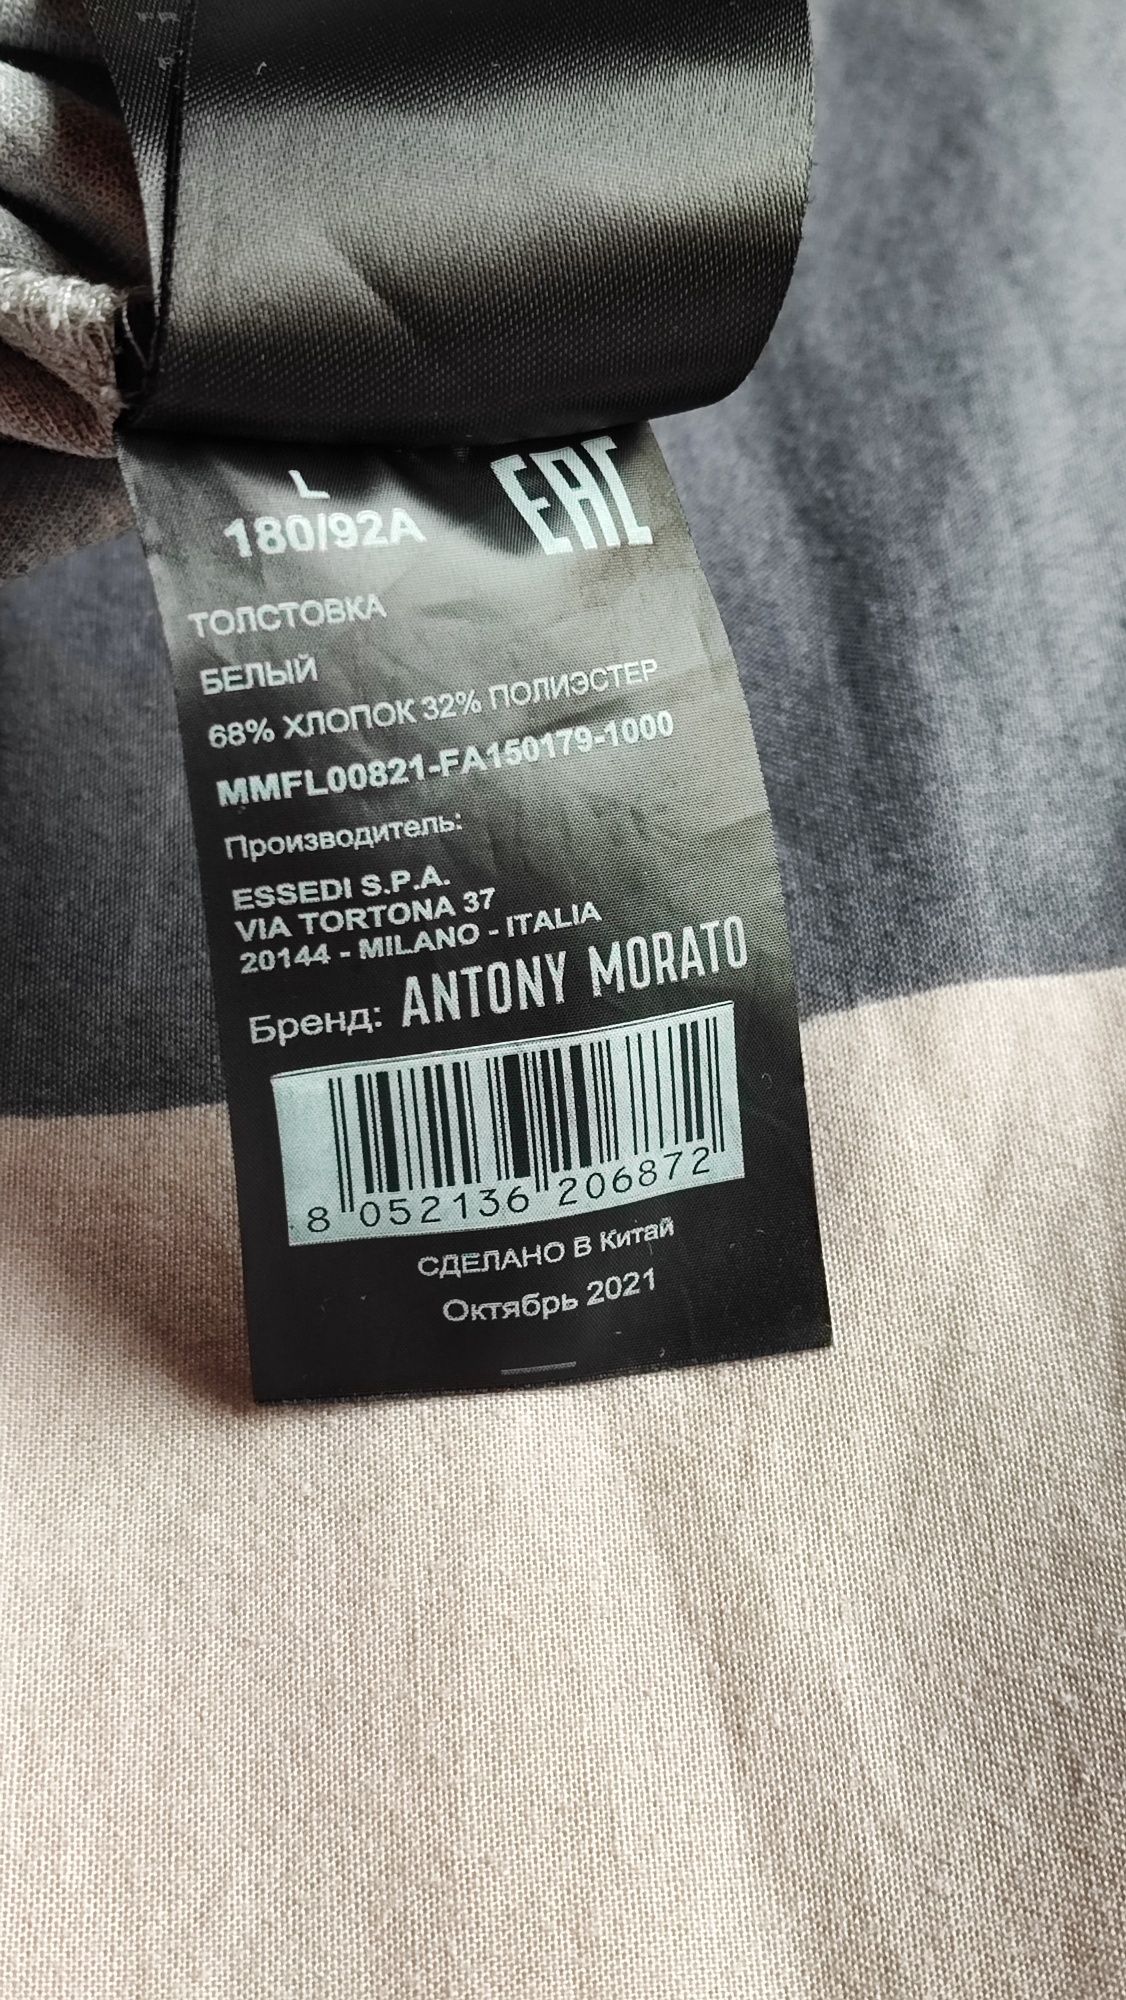 L
EAC
180/92A
ТОЛСТОВКА
БЕЛЫЙ
68% ХЛОПОК 32% ПОЛИЭСТЕР
MMFL00821-FA150179-1000
Производитель:
ESSEDI S.P.A.
VIA TORTONA 37
20144 - MILANO - ITALIA
Бренд: ANTONY MORATO
8 052136 206872
СДЕЛАНО В Китай
Октябрь 2021